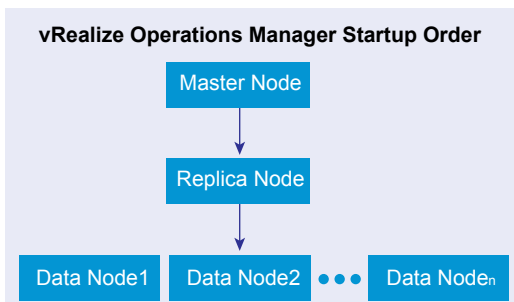 vRealize Operations Manager Startup Order
Master Node
Replica Node
Data Node1 Data Node2 Data Noden